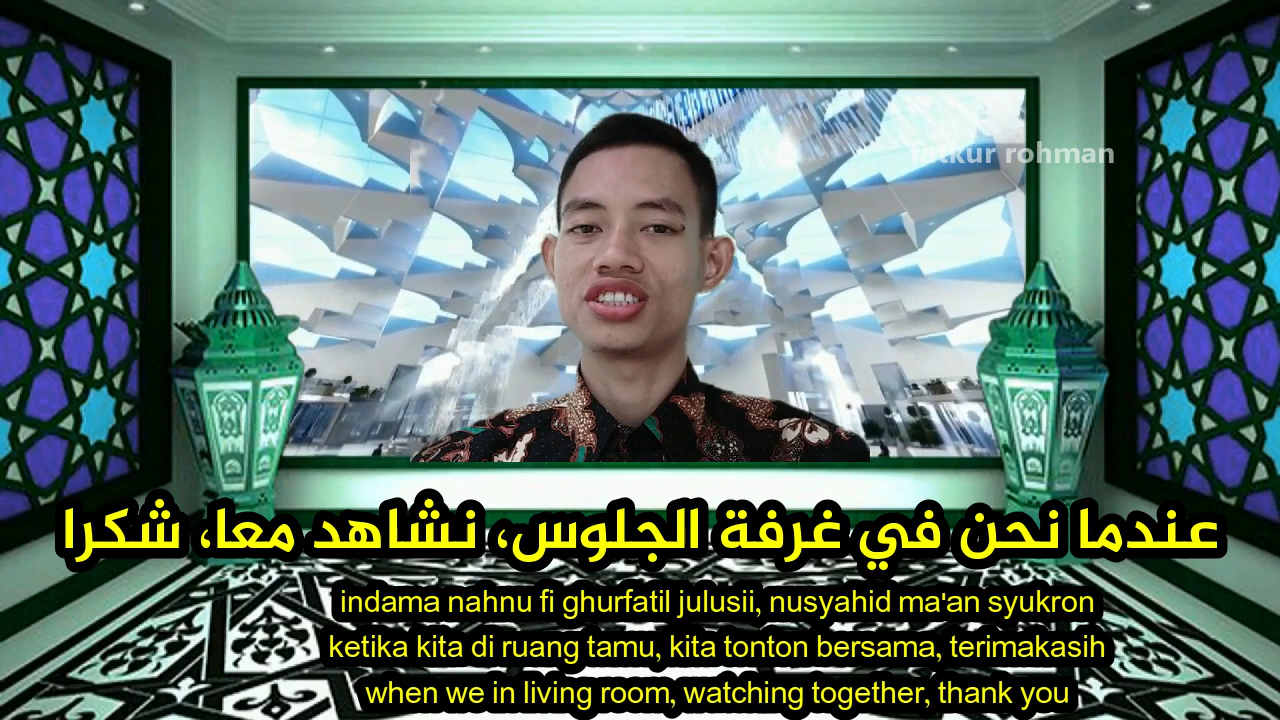 fatkur rohman
عندما نحن في غرفة الجلوس، نشاهد معا، شكرا
indama nahnu fi ghurfatil julusii, nusyahid ma'an syukron
ketika kita di ruang tamu, kita tonton bersama, terimakasih
when we in living room, watching together, thank you